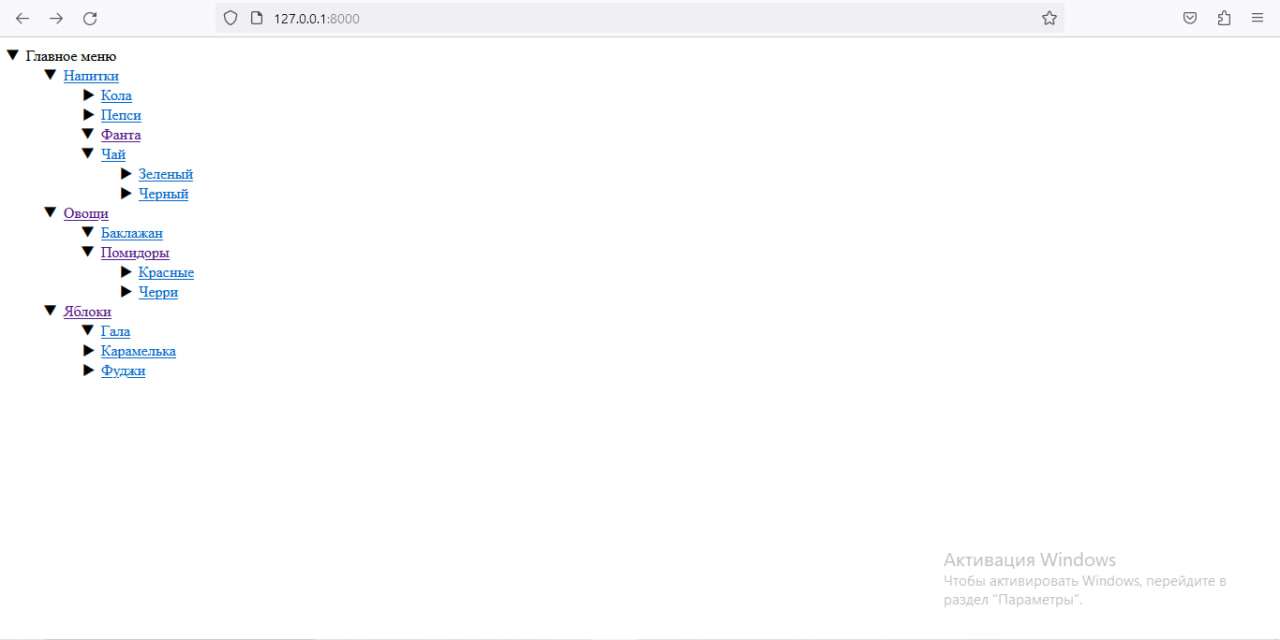 127.0.0.1:8000
Главное меню
Напитки
Кола
Пепси
Фанта
Чай
Зеленый
Черный
Овощи
Баклажан
Помидоры
Красные
Черри
Яблоки
Гала
Карамелька
Фуджи
Активация Windows
Чтобы активировать Windows, перейдите в
раздел "Параметры".